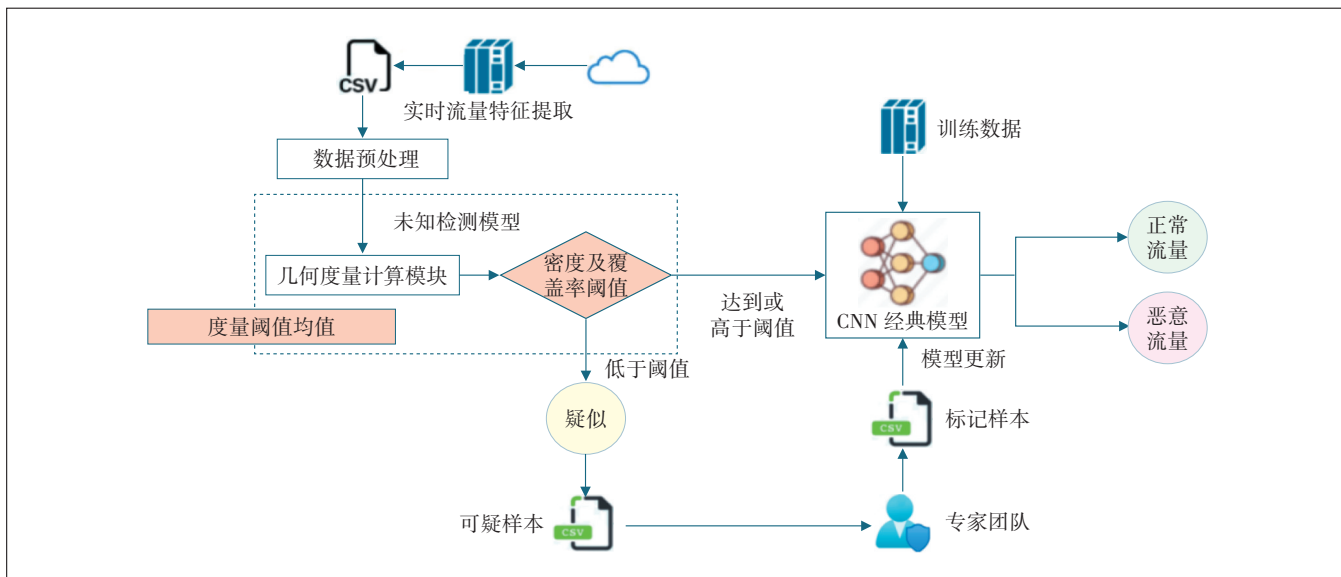 CSV
实时流量特征提取
训练数据
数据预处理
未知检测模型
几何度量计算模块
密度及覆
盖率阈值
度量阈值均值
达到或
高于阈值
CNN 经典模型
正常
流量
恶意
流量
低于阈值
模型更新
疑似
CSV
标记样本
可疑样本
CSV
专家团队